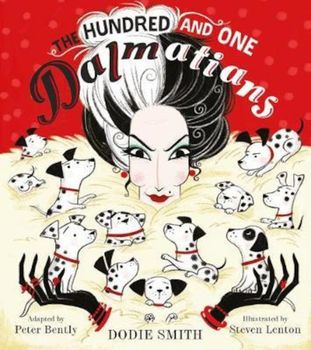 THE HUNDRED AND ONE
Dalmatians
Adapted by
Peter Bently
DODIE SMITH
Illustrated by
Steven Lenton